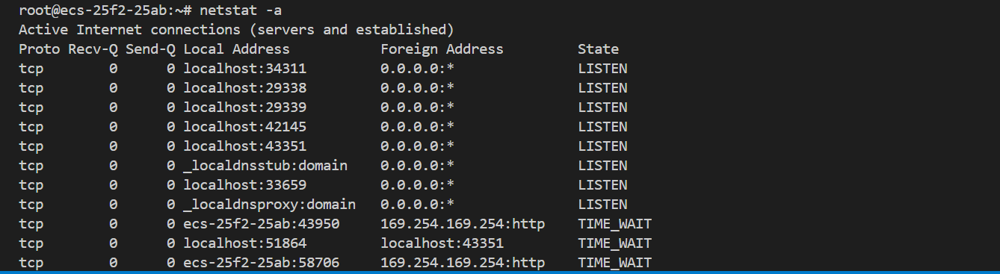 root@ecs-25f2-25ab:~# netstat -a
Active Internet connections (servers and established)
Proto Recv-Q Send-Q Local Address           Foreign Address         State
tcp        0      0 localhost:34311         0.0.0.0:*               LISTEN
tcp        0      0 localhost:29338         0.0.0.0:*               LISTEN
tcp        0      0 localhost:29339         0.0.0.0:*               LISTEN
tcp        0      0 localhost:42145         0.0.0.0:*               LISTEN
tcp        0      0 localhost:43351         0.0.0.0:*               LISTEN
tcp        0      0 _localdnsstub:domain    0.0.0.0:*               LISTEN
tcp        0      0 localhost:33659         0.0.0.0:*               LISTEN
tcp        0      0 _localdnsproxy:domain   0.0.0.0:*               LISTEN
tcp        0      0 ecs-25f2-25ab:43950     169.254.169.254:http    TIME_WAIT
tcp        0      0 localhost:51864         localhost:43351         TIME_WAIT
tcp        0      0 ecs-25f2-25ab:58706     169.254.169.254:http    TIME_WAIT